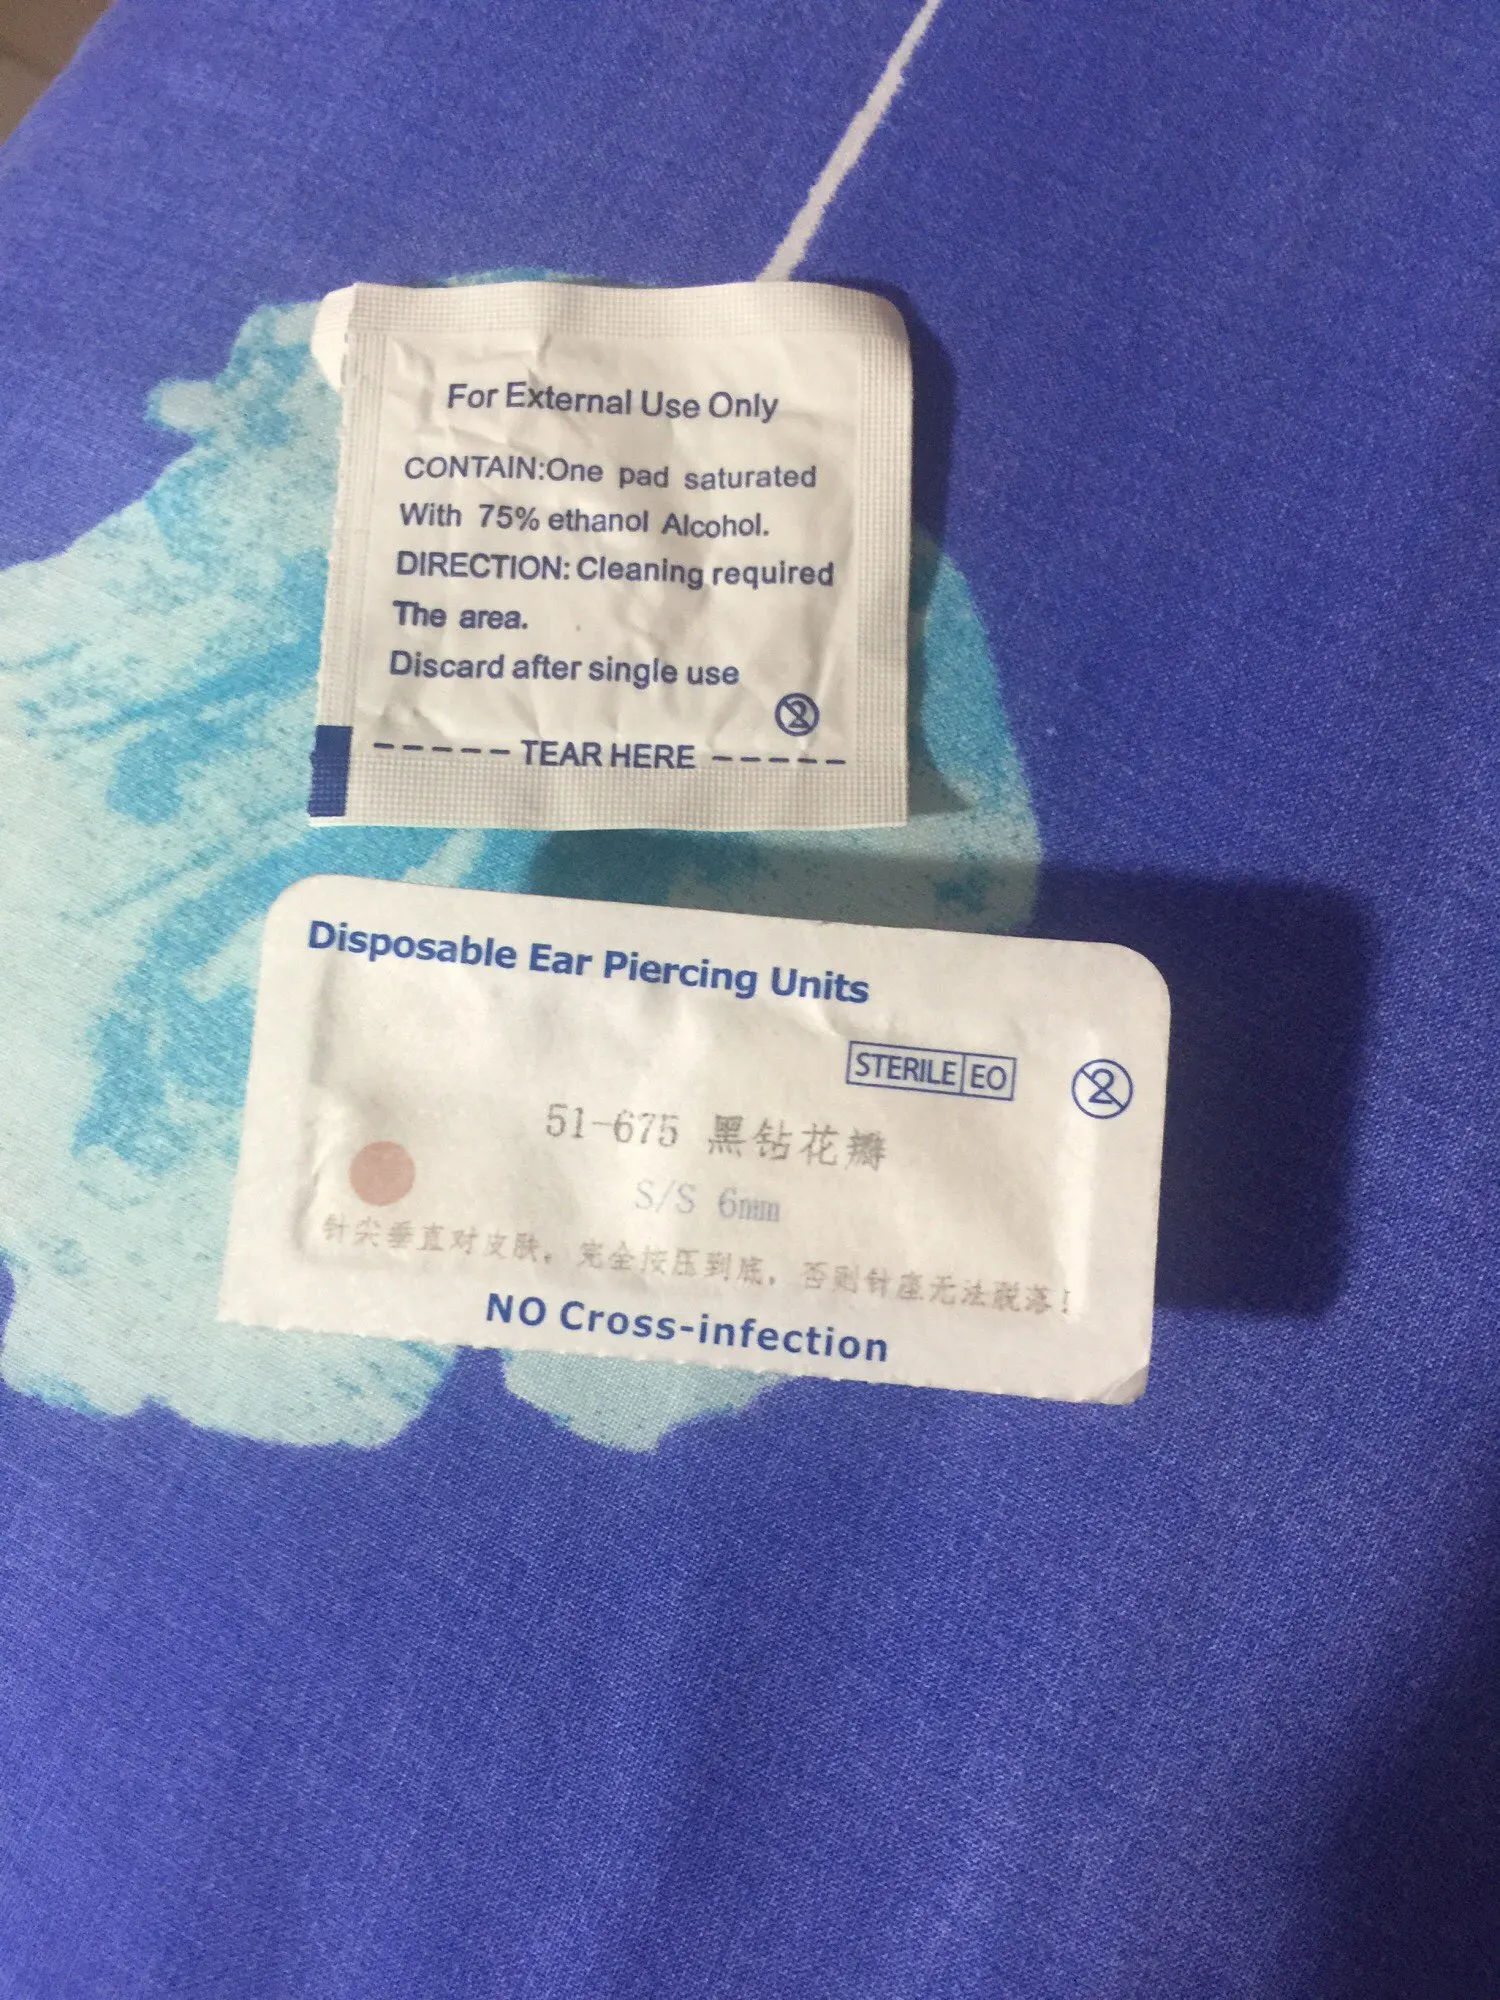 For External Use Only
CONTAIN:One pad saturated
With 75% ethanol Alcohol.
DIRECTION: Cleaning required
The area.
Discard after single use
2
- - - - - TEAR HERE - - - - -
Disposable Ear Piercing Units
STERILE EO
2
51-675 黑钻花瓣
S/S 6mm
针尖垂直对皮肤，完全按压到底，否则针座无法脱落！
NO Cross-infection